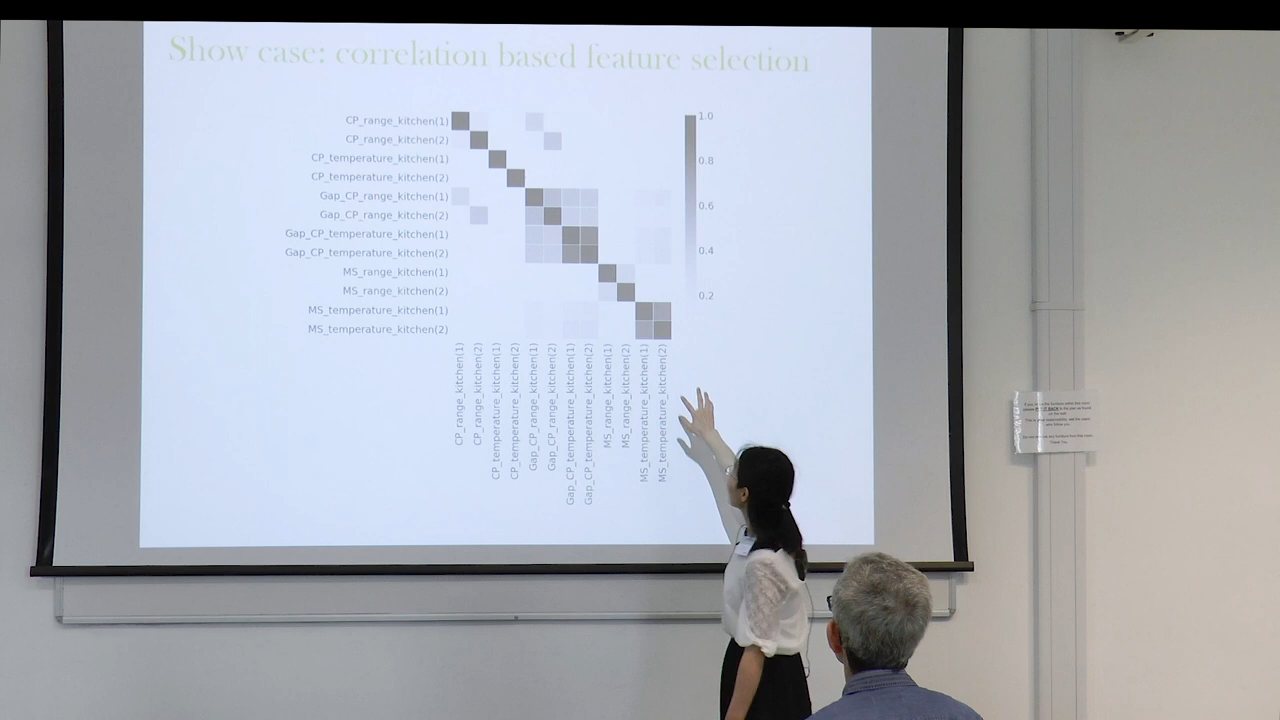 Show case: correlation based feature selection
CP_range_kitchen(1)
CP_range_kitchen(2)
CP_temperature_kitchen(1)
CP_temperature_kitchen(2)
Gap_CP_range_kitchen(1)
Gap_CP_range_kitchen(2)
Gap_CP_temperature_kitchen(1)
Gap_CP_temperature_kitchen(2)
MS_range_kitchen(1)
MS_range_kitchen(2)
MS_temperature_kitchen(1)
MS_temperature_kitchen(2)
1.0
0.8
0.6
0.4
0.2
CP_range_kitchen(1)
CP_range_kitchen(2)
CP_temperature_kitchen(1)
CP_temperature_kitchen(2)
Gap_CP_range_kitchen(1)
Gap_CP_range_kitchen(2)
Gap_CP_temperature_kitchen(1)
Gap_CP_temperature_kitchen(2)
MS_range_kitchen(1)
MS_range_kitchen(2)
MS_temperature_kitchen(1)
MS_temperature_kitchen(2)
Thank You